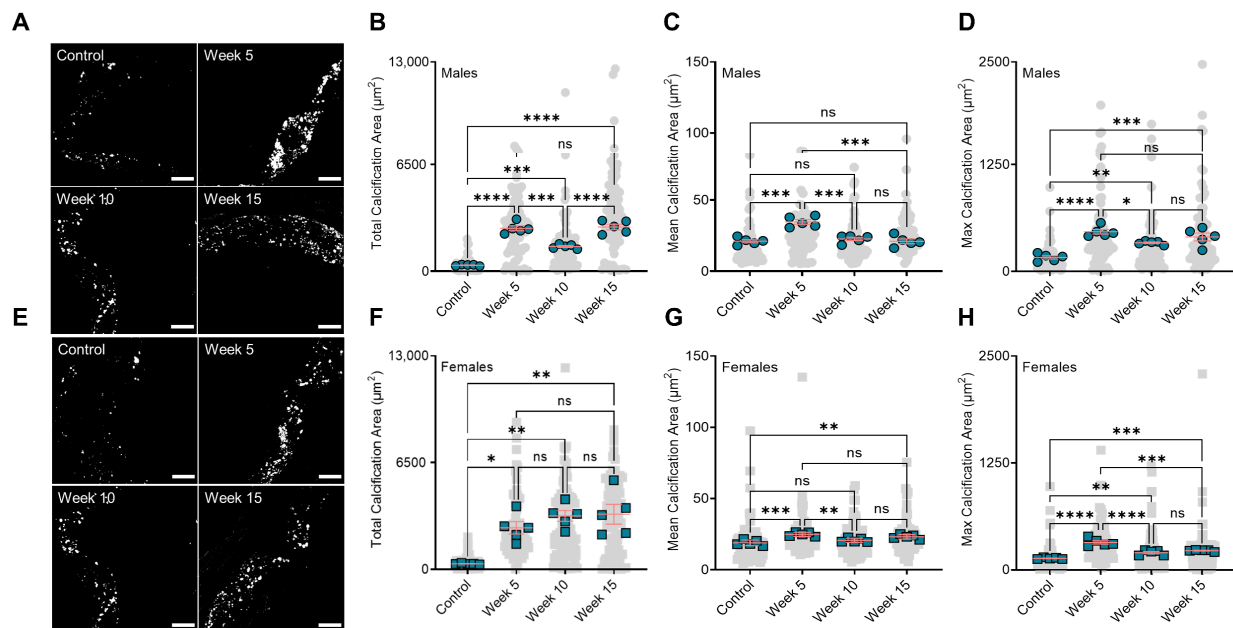 A
Control
Week 5
Week 10
Week 15
B
Total Calcification Area (μm²)
13,000
6500
0
Males
****
ns
***
**** *** ****
Control
Week 5
Week 10
Week 15
C
Mean Calcification Area (μm²)
150
100
50
0
Males
ns
***
ns
*** *** ns
Control
Week 5
Week 10
Week 15
D
Max Calcification Area (μm²)
2500
1250
0
Males
***
ns
**
**** * ns
Control
Week 5
Week 10
Week 15
E
Control
Week 5
Week 10
Week 15
F
Total Calcification Area (μm²)
13,000
6500
0
Females
**
ns
**
* ns ns
Control
Week 5
Week 10
Week 15
G
Mean Calcification Area (μm²)
150
100
50
0
Females
**
ns
ns
*** ** ns
Control
Week 5
Week 10
Week 15
H
Max Calcification Area (μm²)
2500
1250
0
Females
***
***
**
**** **** ns
Control
Week 5
Week 10
Week 15